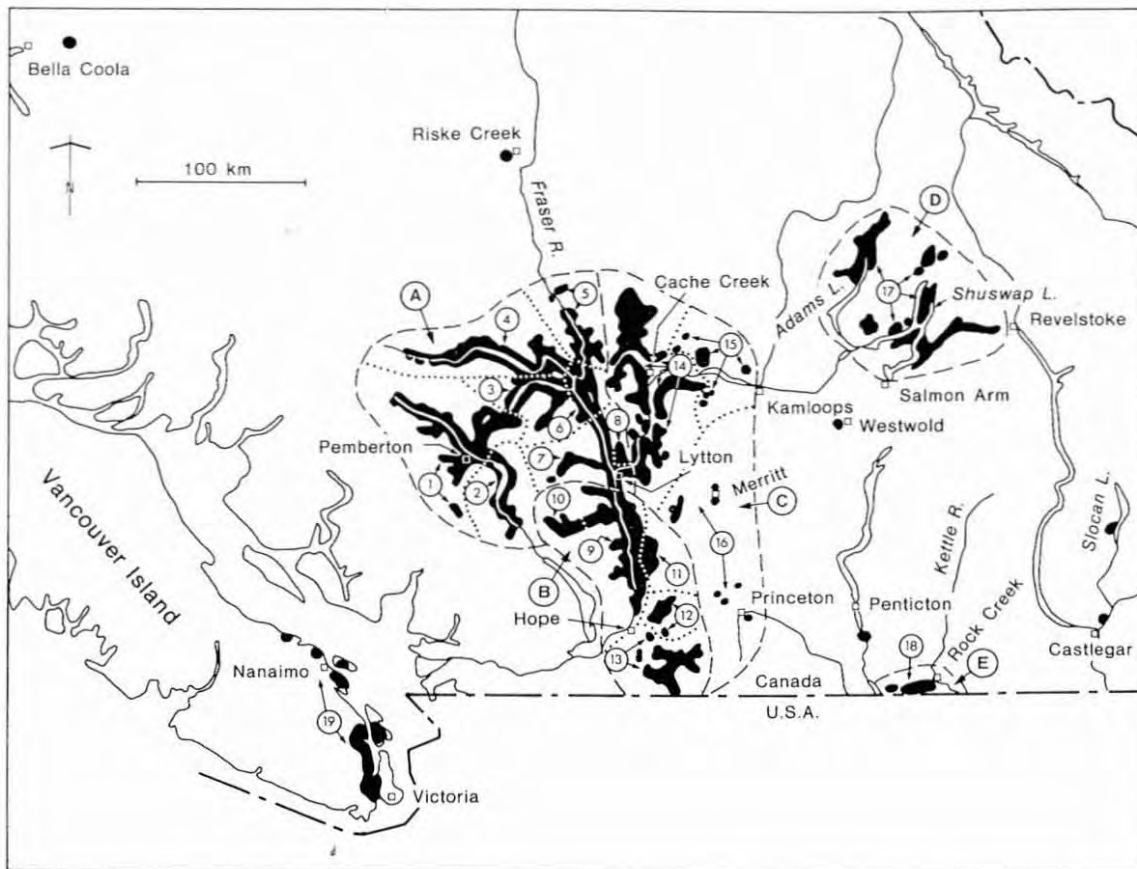 Bella Coola
Riske Creek
100 km
N
Fraser R.
D
A
Cache Creek
Adams L.
17
Shuswap L.
Revelstoke
5
4
15
14
3
Salmon Arm
Kamloops
Westwold
6
8
Pemberton
7
Lytton
1
2
10
Merritt
C
Vancouver Island
9
16
Kettle R.
Slocan L.
B
11
Hope
12
Princeton
Penticton
Rock Creek
Castlegar
13
18
E
Nanaimo
Canada
U.S.A.
19
Victoria